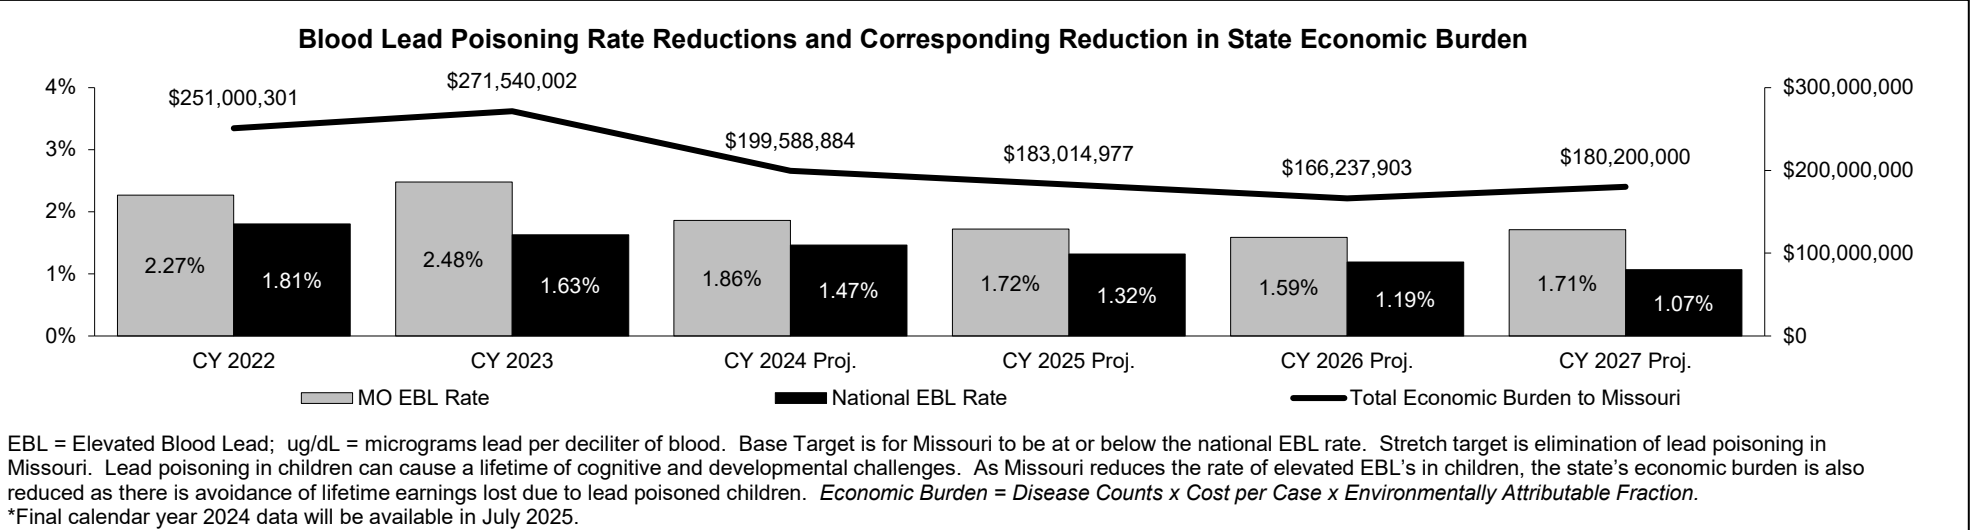 Blood Lead Poisoning Rate Reductions and Corresponding Reduction in State Economic Burden
4%
3%
2%
1%
0%
$300,000,000
$200,000,000
$100,000,000
$0
$251,000,301
$271,540,002
$199,588,884
$183,014,977
$166,237,903
$180,200,000
2.27%
1.81%
2.48%
1.63%
1.86%
1.47%
1.72%
1.32%
1.59%
1.19%
1.71%
1.07%
CY 2022
CY 2023
CY 2024 Proj.
CY 2025 Proj.
CY 2026 Proj.
CY 2027 Proj.
MO EBL Rate
National EBL Rate
Total Economic Burden to Missouri
EBL = Elevated Blood Lead;  ug/dL = micrograms lead per deciliter of blood.  Base Target is for Missouri to be at or below the national EBL rate.  Stretch target is elimination of lead poisoning in
Missouri.  Lead poisoning in children can cause a lifetime of cognitive and developmental challenges.  As Missouri reduces the rate of elevated EBL's in children, the state's economic burden is also
reduced as there is avoidance of lifetime earnings lost due to lead poisoned children.  Economic Burden = Disease Counts x Cost per Case x Environmentally Attributable Fraction.
*Final calendar year 2024 data will be available in July 2025.